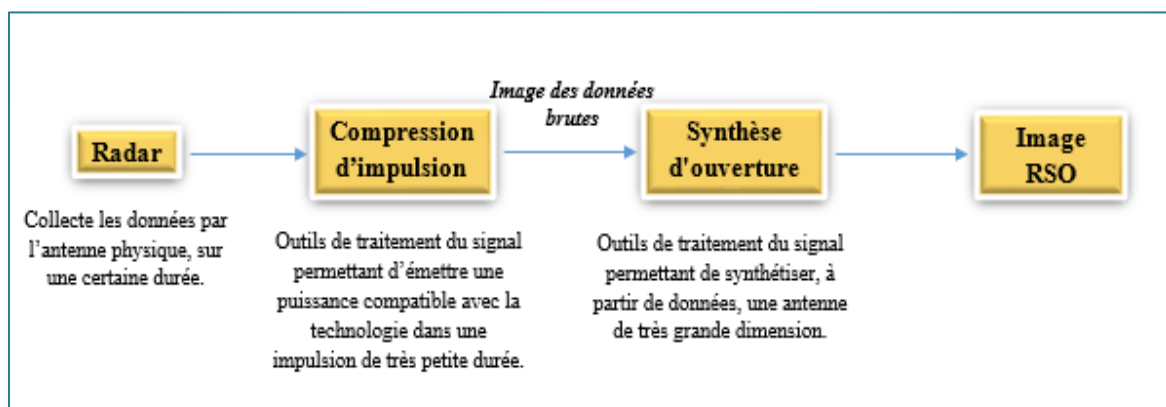 Radar
Collecte les données par
l’antenne physique, sur
une certaine durée.
Compression
d’impulsion
Outils de traitement du signal
permettant d’émettre une
puissance compatible avec la
technologie dans une
impulsion de très petite durée.
Image des données
brutes
Synthèse
d'ouverture
Outils de traitement du signal
permettant de synthétiser, à
partir de données, une antenne
de très grande dimension.
Image
RSO